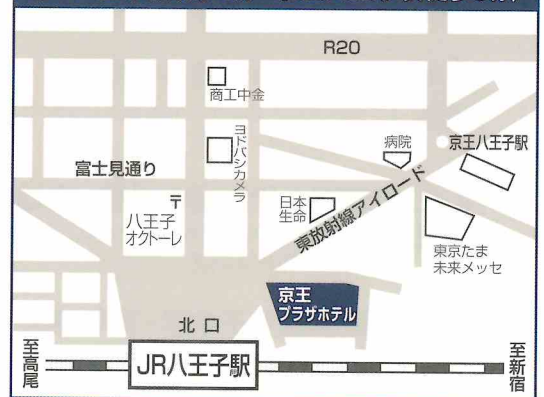 R20
商工中金
ヨドバシカメラ
病院
京王八王子駅
富士見通り
〒
八王子
オクトーレ
日本
生命
東放射線アイロード
東京たま
未来メッセ
京王
プラザホテル
北口
至高尾
JR八王子駅
至新宿